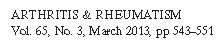 ARTHRITIS & RHEUMATISM
Vol. 65, No. 3, March 2013, pp 543–551